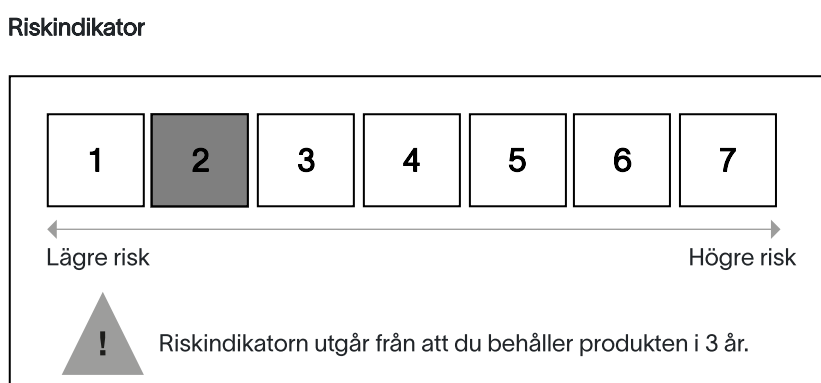 Riskindikator
1 2 3 4 5 6 7
Lägre risk Högre risk
! Riskindikatorn utgår från att du behåller produkten i 3 år.